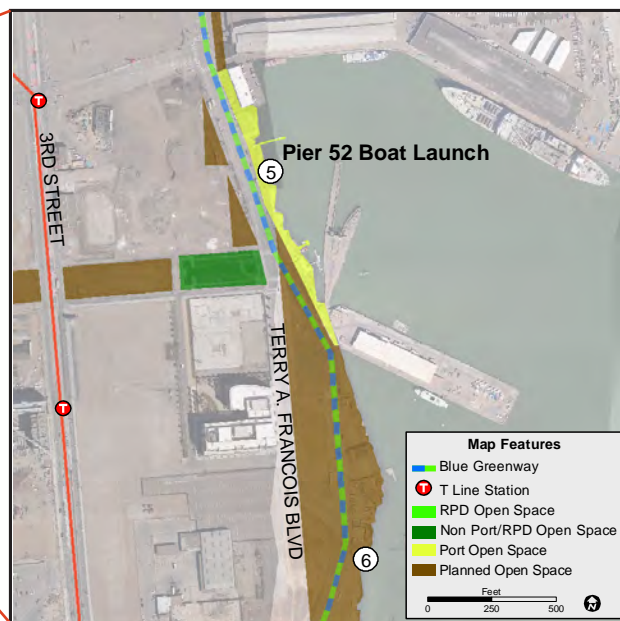 T
3RD STREET
Pier 52 Boat Launch
5
TERRY A. FRANCOIS BLVD
T
6
Map Features
Blue Greenway
T T Line Station
RPD Open Space
Non Port/RPD Open Space
Port Open Space
Planned Open Space
Feet
0 250 500
N